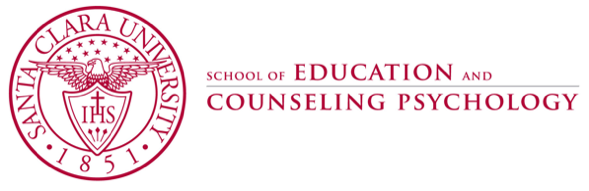 SANTA CLARA UNIVERSITY
• 1851 •
IHS
SCHOOL OF EDUCATION AND
COUNSELING PSYCHOLOGY